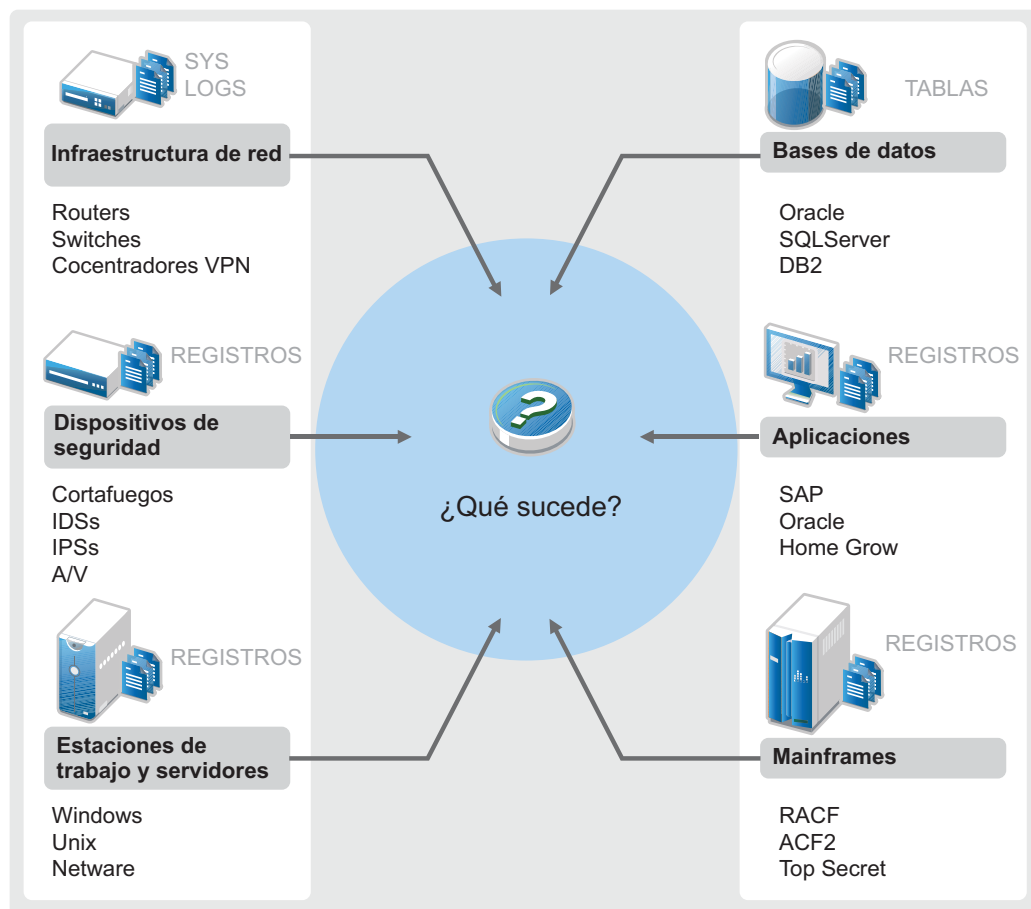 SYS
LOGS
Infraestructura de red
Routers
Switches
Cocentradores VPN
REGISTROS
Dispositivos de
seguridad
Cortafuegos
IDSs
IPSs
A/V
REGISTROS
Estaciones de
trabajo y servidores
Windows
Unix
Netware
?
¿Qué sucede?
TABLAS
Bases de datos
Oracle
SQLServer
DB2
REGISTROS
Aplicaciones
SAP
Oracle
Home Grow
REGISTROS
Mainframes
RACF
ACF2
Top Secret